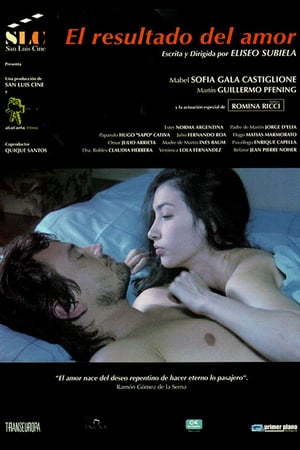 SLC
San Luis Cine
Presenta
Una producción de
SAN LUIS CINE
y
Coproductor
QUIQUE SANTOS
El resultado del amor
Escrita y Dirigida por ELISEO SUBIELA
Mabel SOFIA GALA CASTIGLIONE
Martín GUILLERMO PFENING
y la actuación especial de ROMINA RICCI
Ester NORMA ARGENTINA Padre de Martín JORGE D'ELIA
Papurulo HUGO "SAPO" CATIVA Julio FERNANDO ROA Hugo MATIAS MARMORATO
Omar JULIO ARRIETA Madre de Martín INES BAUM Psicólogo ENRIQUE CAPELLA
Dra. Robles CLAUDIA HERRERA Verónica LOLA FERNANDEZ Relator JEAN PIERRE NOHER
"El amor nace del deseo repentino de hacer eterno lo pasajero".
Ramón Gómez de la Serna
TRANSEUROPA
INCAA
primer plano